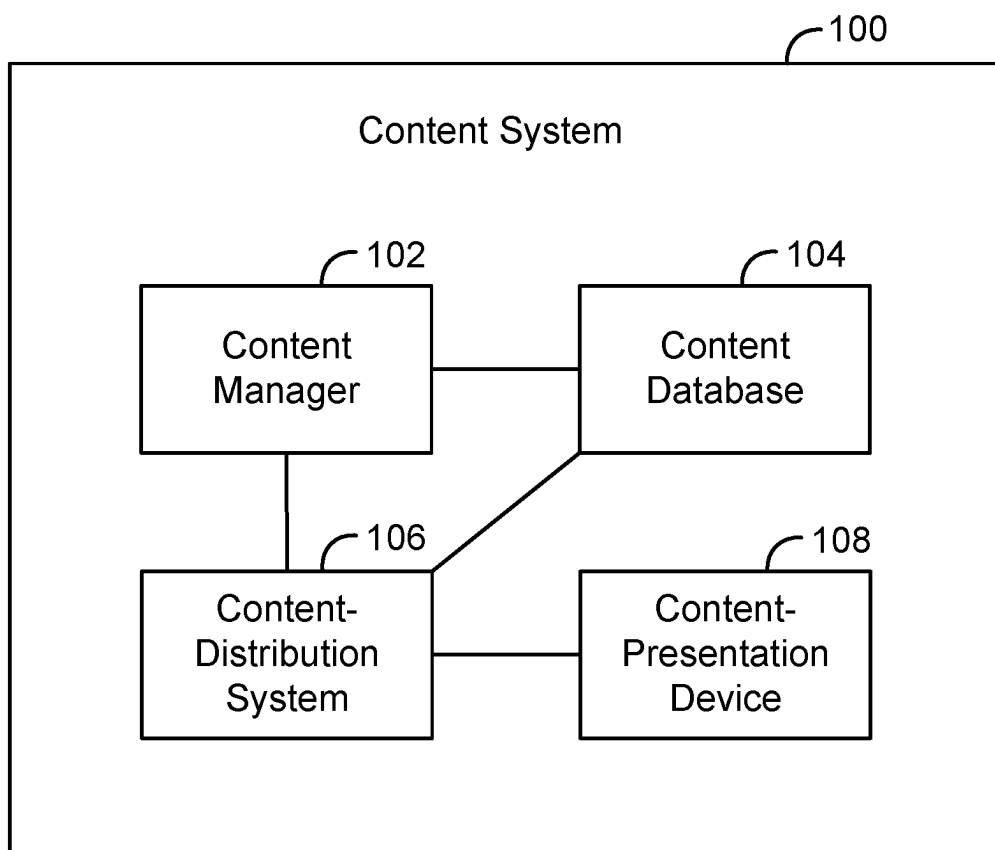 100
Content System
102
104
Content
Manager
Content
Database
106
108
Content-
Distribution
System
Content-
Presentation
Device